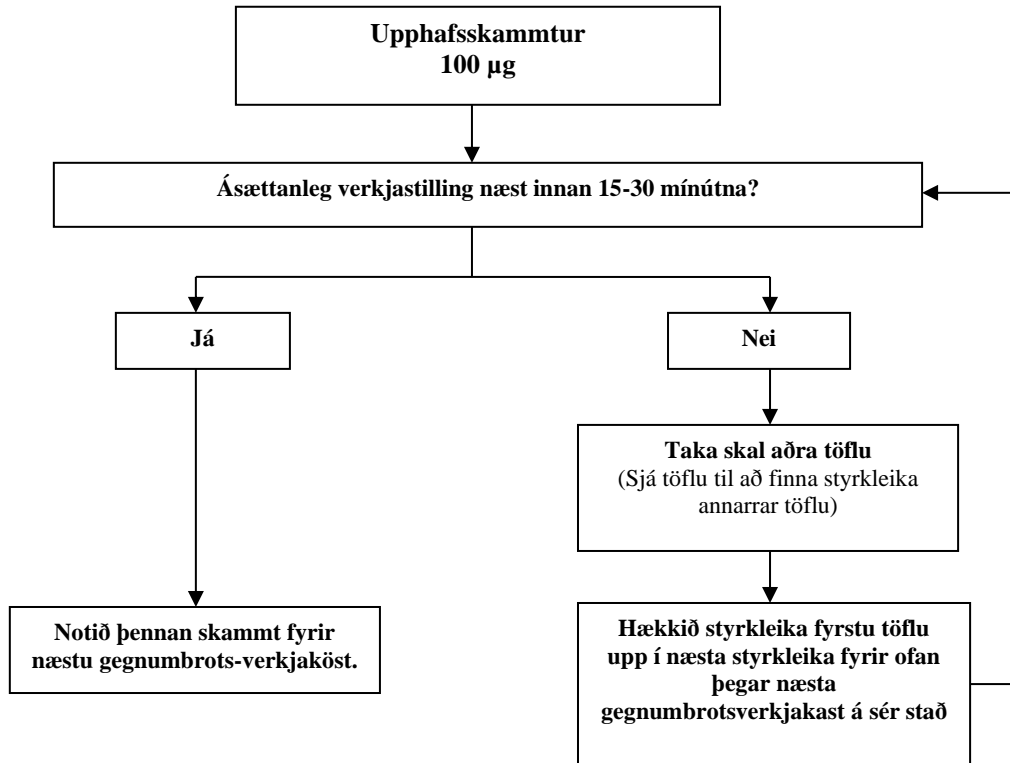 Upphafsskammtur
100 µg
Ásættanleg verkjastilling næst innan 15-30 mínútna?
Já
Nei
Taka skal aðra töflu
(Sjá töflu til að finna styrkleika
annarrar töflu)
Notið þennan skammt fyrir
næstu gegnumbrots-verkjaköst.
Hækkið styrkleika fyrstu töflu
upp í næsta styrkleika fyrir ofan
þegar næsta
gegnumbrotsverkjakast á sér stað